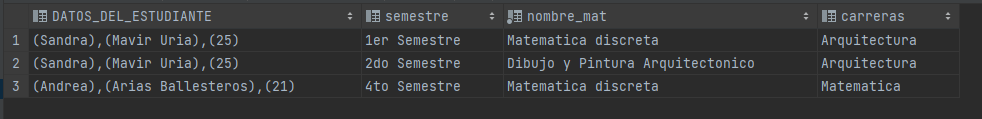 DATOS_DEL_ESTUDIANTE semestre nombre_mat carreras
1 (Sandra),(Mavir Uria),(25) 1er Semestre Matematica discreta Arquitectura
2 (Sandra),(Mavir Uria),(25) 2do Semestre Dibujo y Pintura Arquitectonico Arquitectura
3 (Andrea),(Arias Ballesteros),(21) 4to Semestre Matematica discreta Matematica